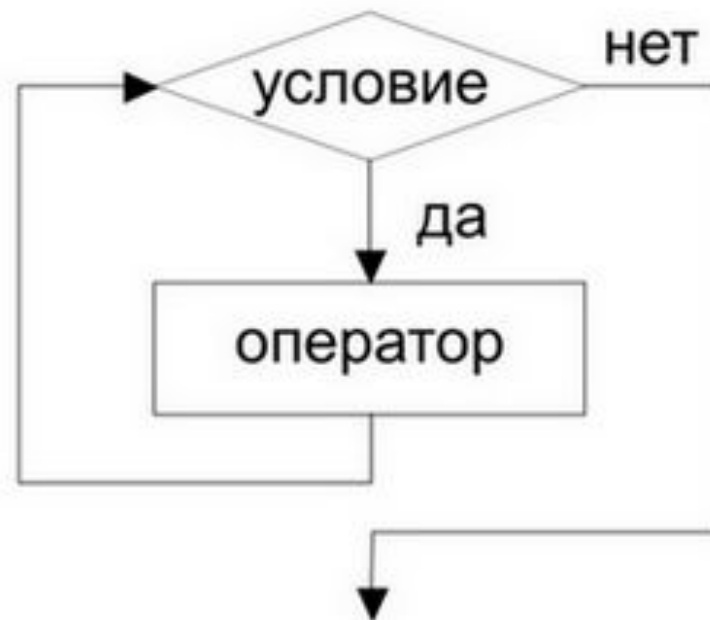 условие
нет
да
оператор